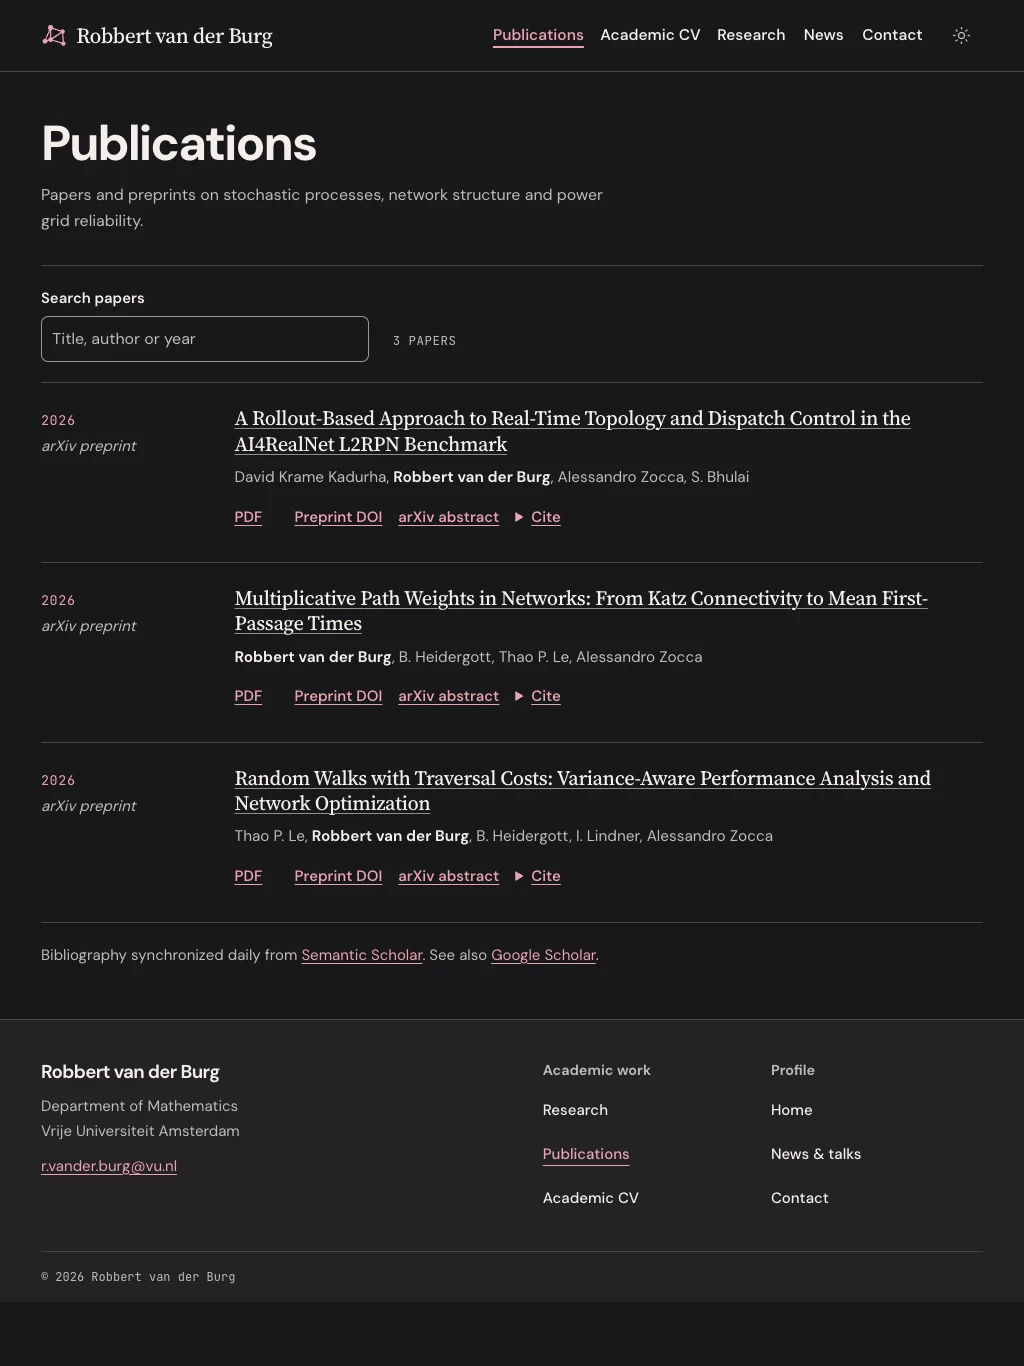 Robbert van der Burg
Publications Academic CV Research News Contact
Publications
Papers and preprints on stochastic processes, network structure and power
grid reliability.
Search papers
Title, author or year
3 PAPERS
2026
arXiv preprint
A Rollout-Based Approach to Real-Time Topology and Dispatch Control in the
AI4RealNet L2RPN Benchmark
David Krame Kadurha, Robbert van der Burg, Alessandro Zocca, S. Bhulai
PDF Preprint DOI arXiv abstract Cite
2026
arXiv preprint
Multiplicative Path Weights in Networks: From Katz Connectivity to Mean First-
Passage Times
Robbert van der Burg, B. Heidergott, Thao P. Le, Alessandro Zocca
PDF Preprint DOI arXiv abstract Cite
2026
arXiv preprint
Random Walks with Traversal Costs: Variance-Aware Performance Analysis and
Network Optimization
Thao P. Le, Robbert van der Burg, B. Heidergott, I. Lindner, Alessandro Zocca
PDF Preprint DOI arXiv abstract Cite
Bibliography synchronized daily from Semantic Scholar. See also Google Scholar.
Robbert van der Burg
Department of Mathematics
Vrije Universiteit Amsterdam
r.vander.burg@vu.nl
Academic work
Research
Publications
Academic CV
Profile
Home
News & talks
Contact
© 2026 Robbert van der Burg